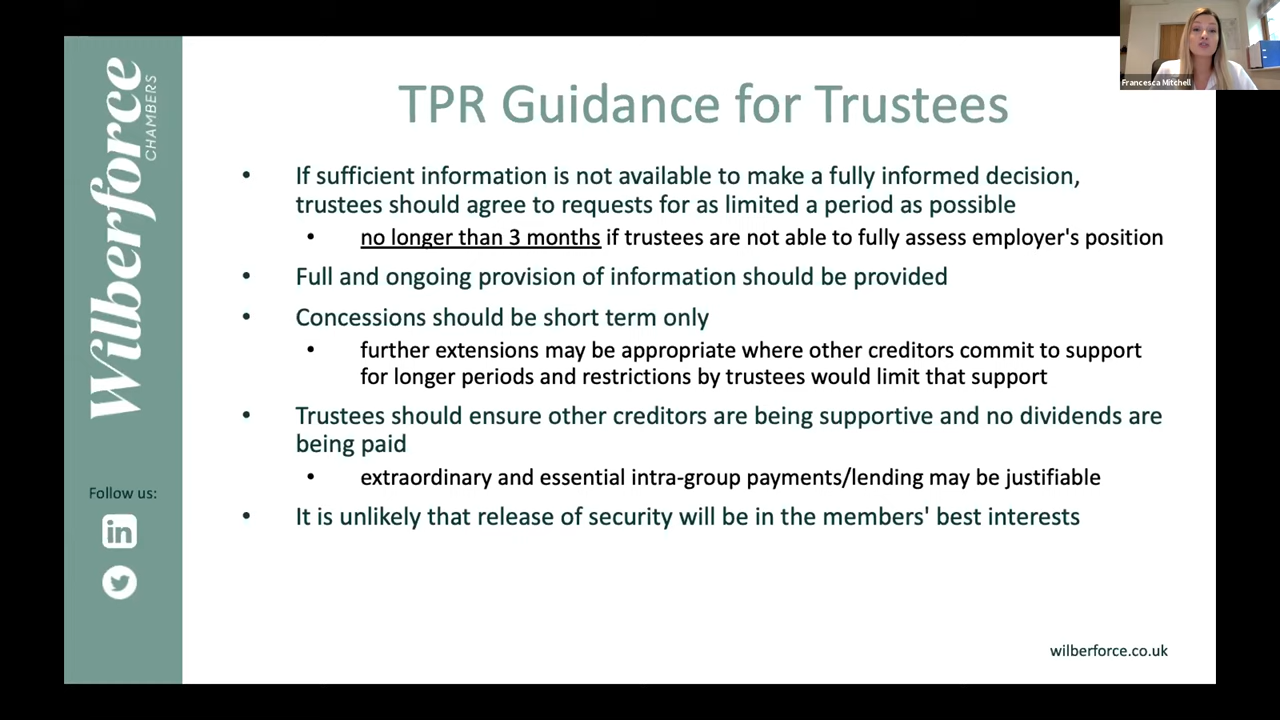 Wilberforce
CHAMBERS
Follow us:
in
Francesca Mitchell
TPR Guidance for Trustees
• If sufficient information is not available to make a fully informed decision,
trustees should agree to requests for as limited a period as possible
• no longer than 3 months if trustees are not able to fully assess employer's position
• Full and ongoing provision of information should be provided
• Concessions should be short term only
• further extensions may be appropriate where other creditors commit to support
for longer periods and restrictions by trustees would limit that support
• Trustees should ensure other creditors are being supportive and no dividends are
being paid
• extraordinary and essential intra-group payments/lending may be justifiable
• It is unlikely that release of security will be in the members' best interests
wilberforce.co.uk